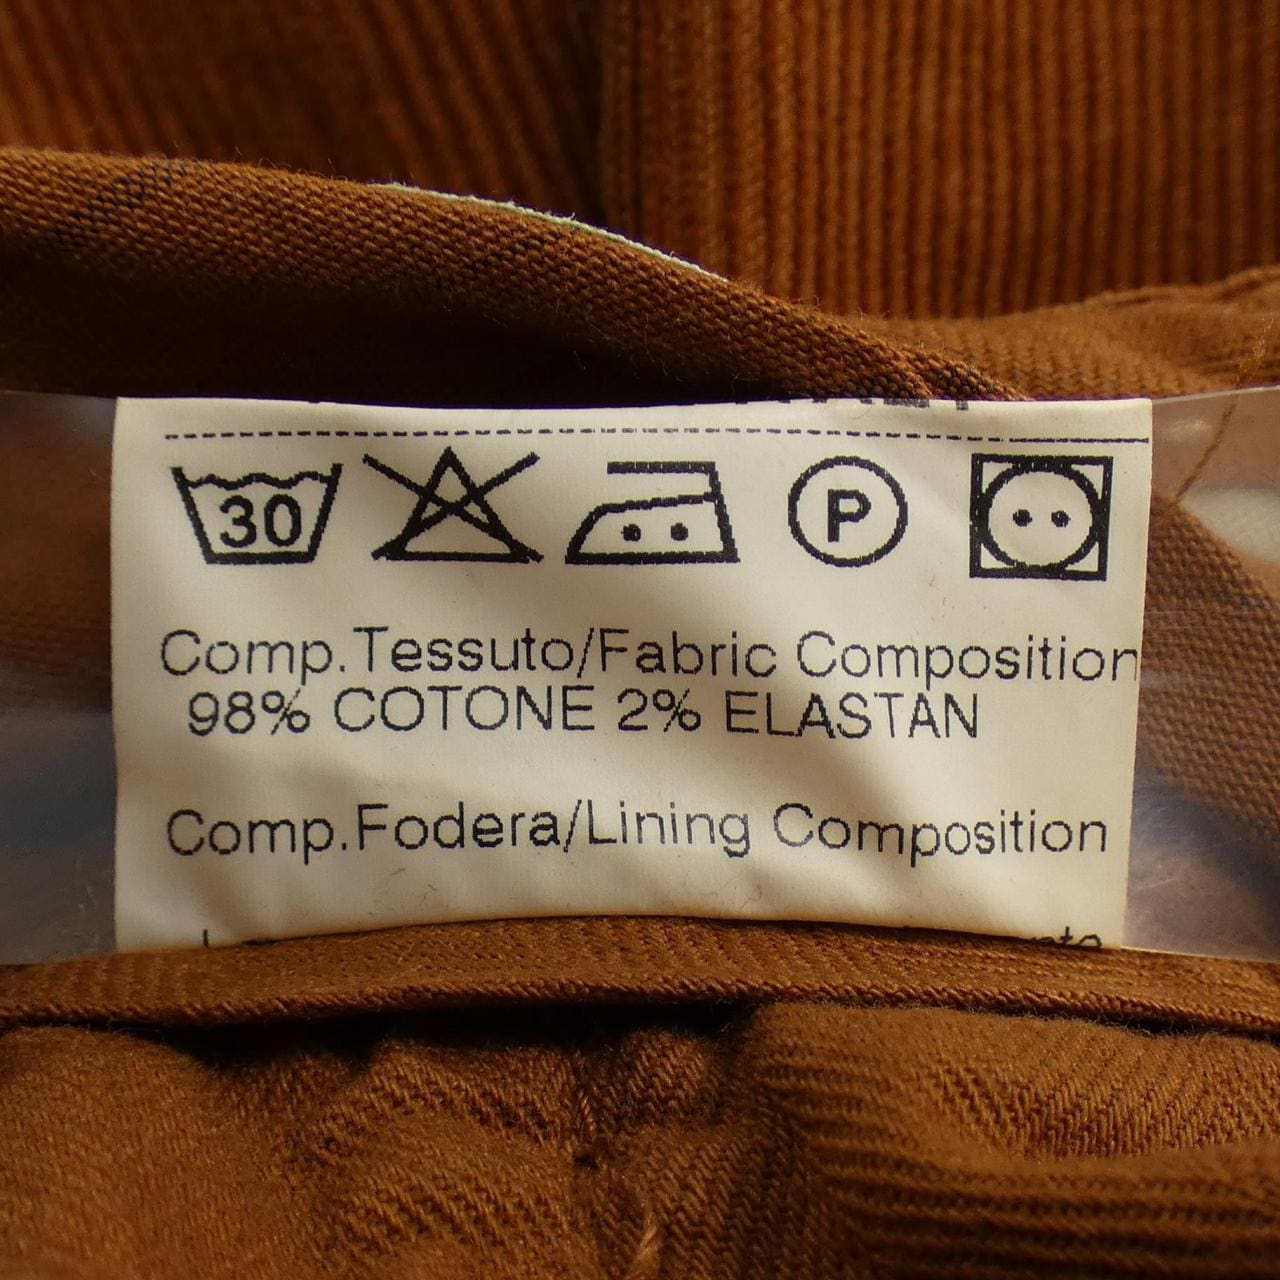 30 P
Comp.Tessuto/Fabric Composition
98% COTONE 2% ELASTAN
Comp.Fodera/Lining Composition